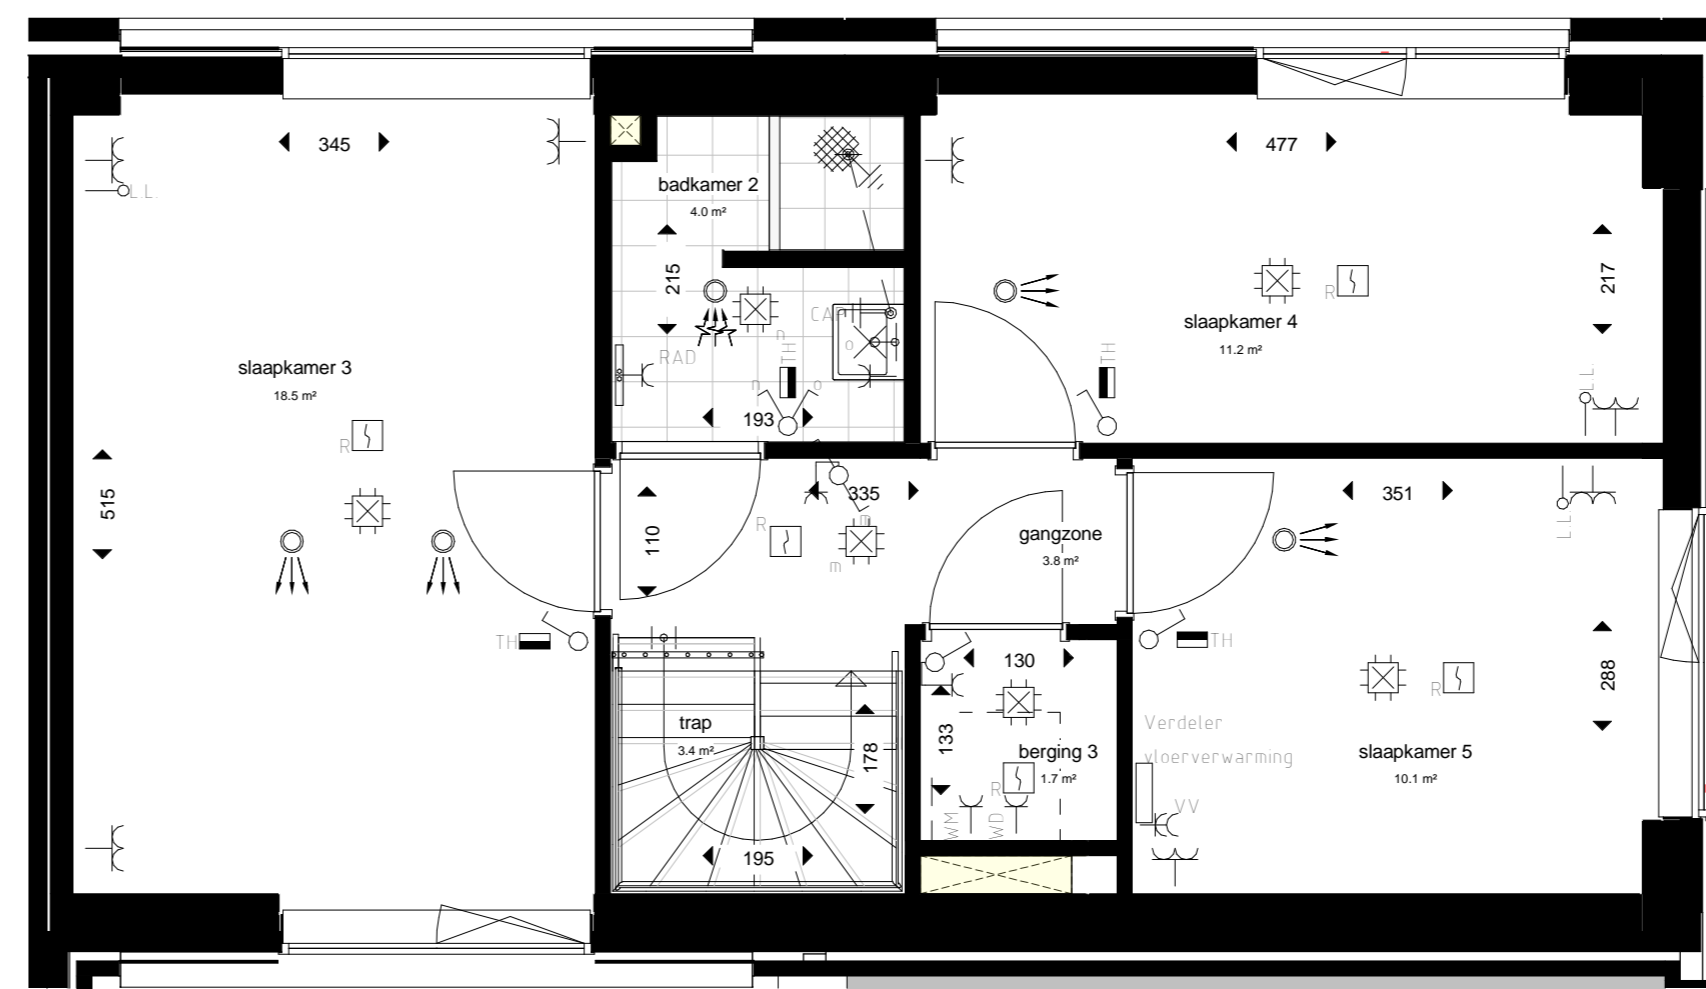 345
477
L.L.
badkamer 2
4.0 m²
215
217
R
slaapkamer 4
11.2 m²
CAP
n
o
TH
TH
RAD
slaapkamer 3
18.5 m²
n
o
L.L.
193
R
335
351
515
110
R
m
gangzone
3.8 m²
L.L.
m
TH
TH
130
288
R
trap
3.4 m²
178
133
berging 3
1.7 m²
Verdeler
vloerverwarming
slaapkamer 5
10.1 m²
R
VV
WM
WD
195